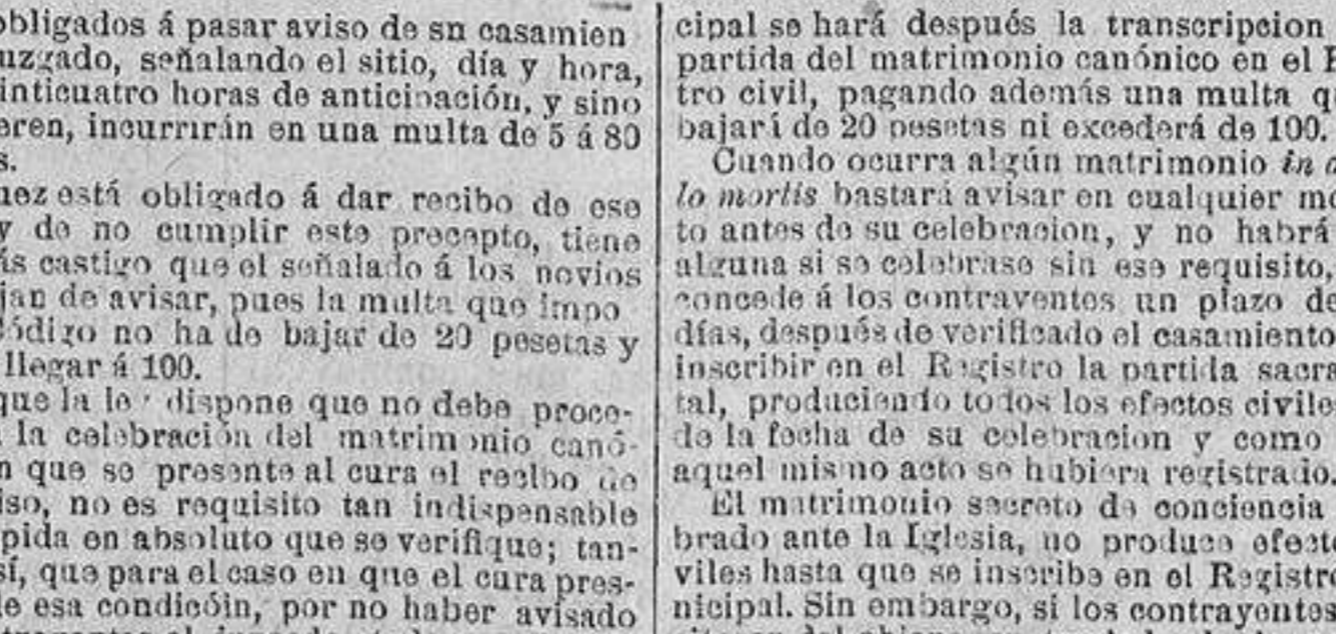 obligados á pasar aviso de sn casamien
uzgado, señalando el sitio, día y hora,
inticuatro horas de anticipación, y sino
eren, incurrirán en una multa de 5 á 80
s.
uez está obligado á dar recibo de ese
y de no cumplir este precepto, tiene
ás castigo que el señalado á los novios
jan de avisar, pues la multa que impo
ódigo no ha de bajar de 20 pesetas y
llegar á 100.
que la le dispone que no debe proce-
la celebración del matrimonio canó-
n que se presente al cura el recibo de
iso, no es requisito tan indispensable
pida en absoluto que se verifique; tan-
sí, que para el caso en que el cura pres-
e esa condicóin, por no haber avisado
cipal se hará después la transcripcion
partida del matrimonio canónico en el
tro civil, pagando además una multa q
bajará de 20 pesetas ni excederá de 100.
Cuando ocurra algún matrimonio in
lo mortis bastará avisar en cualquier mo
to antes de su celebracion, y no habrá
alguna si se celebrase sin ese requisito,
concede á los contraventes un plazo de
días, después de verificado el casamiento
inscribir en el Registro la partida sacra
tal, produciendo todos los efectos civile
de la fecha de su celebracion y como
aquel mismo acto se hubiera registrado.
El matrimonio secreto de conciencia
brado ante la Iglesia, no produce efecto
viles hasta que se inscriba en el Registro
nicipal. Sin embargo, si los contrayentes